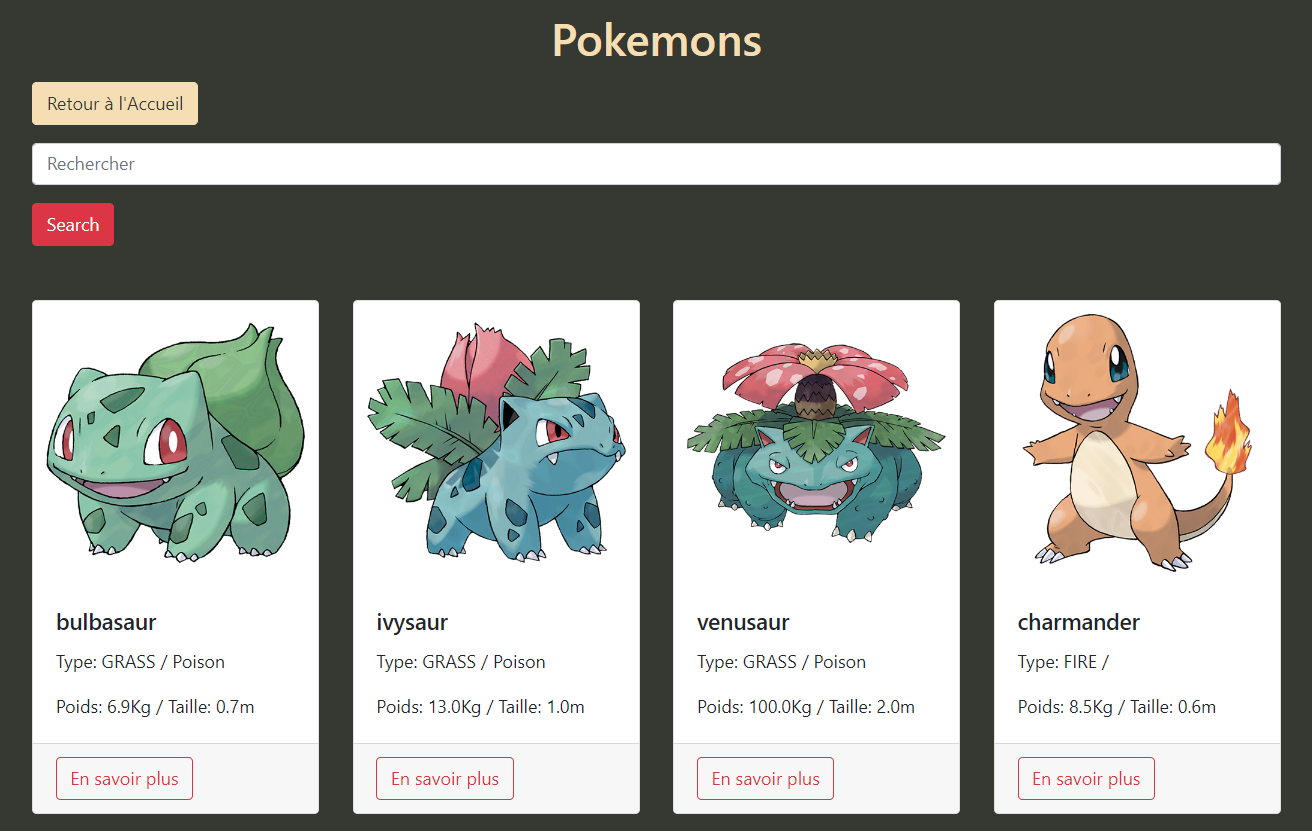 Pokemons
Retour à l'Accueil
Rechercher
Search
bulbasaur
Type: GRASS / Poison
Poids: 6.9Kg / Taille: 0.7m
En savoir plus
ivysaur
Type: GRASS / Poison
Poids: 13.0Kg / Taille: 1.0m
En savoir plus
venusaur
Type: GRASS / Poison
Poids: 100.0Kg / Taille: 2.0m
En savoir plus
charmander
Type: FIRE /
Poids: 8.5Kg / Taille: 0.6m
En savoir plus